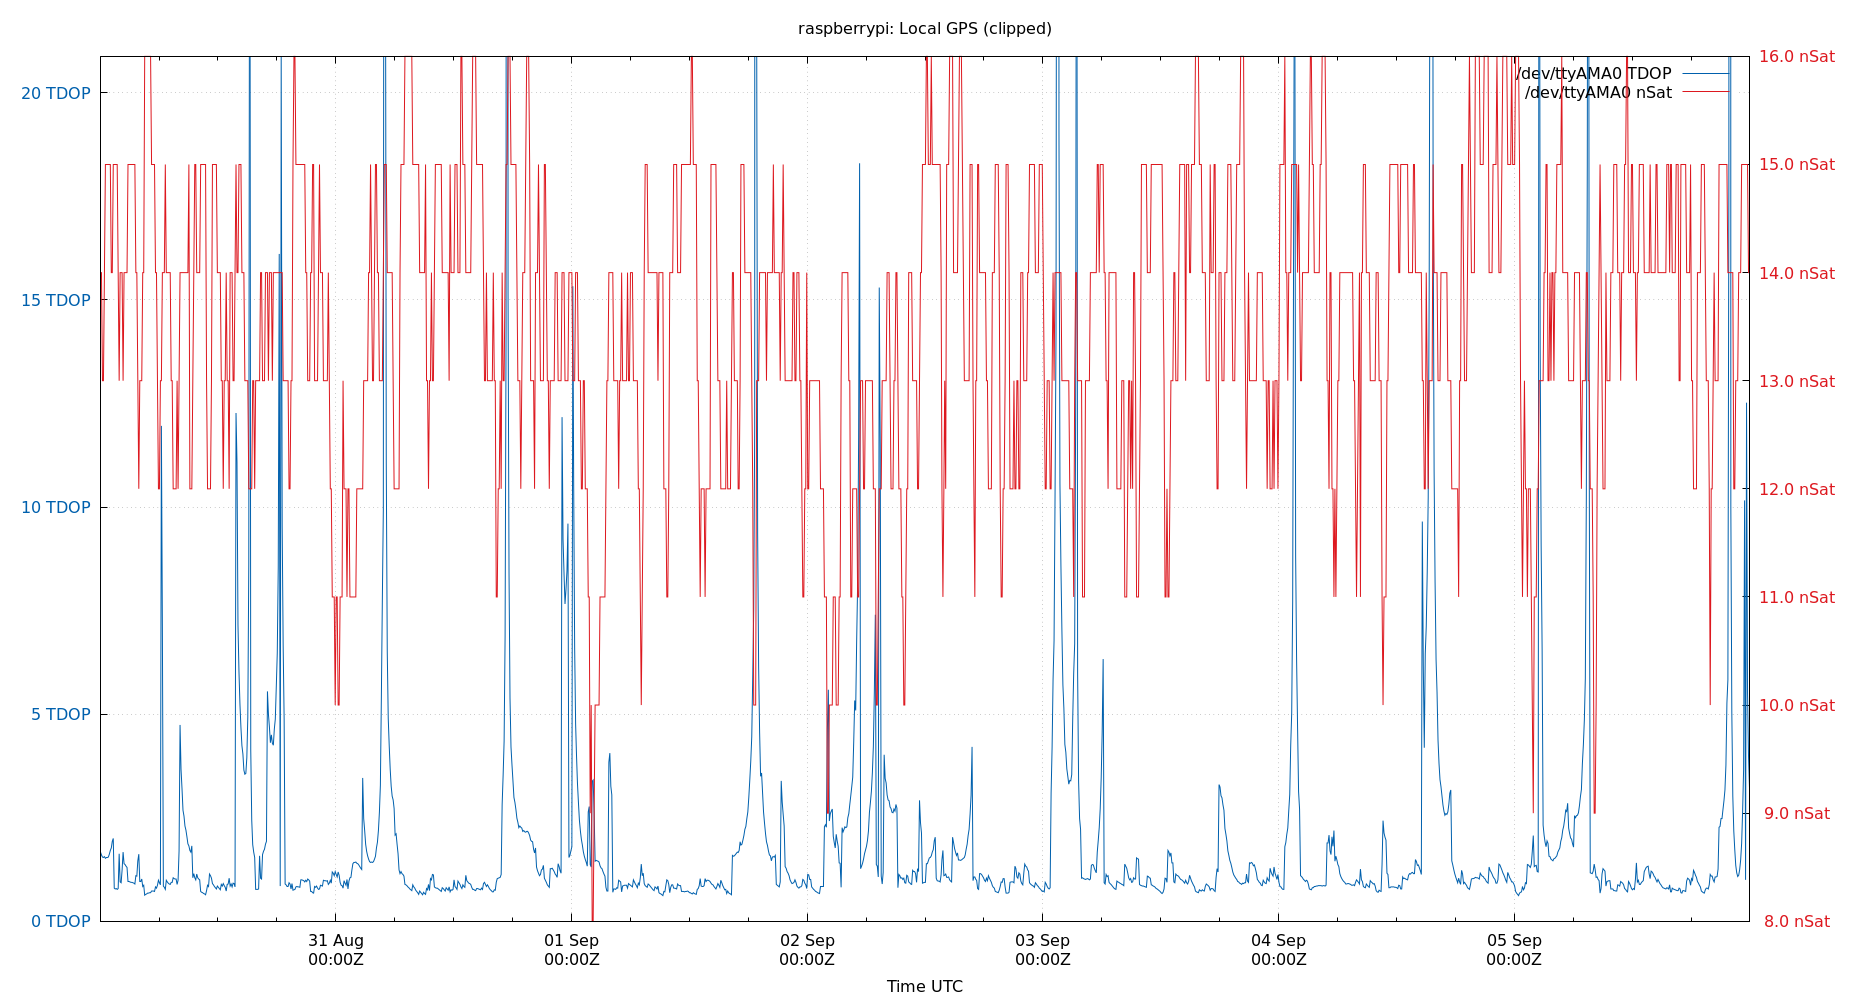 raspberrypi: Local GPS (clipped)
/dev/ttyAMA0 TDOP
/dev/ttyAMA0 nSat
20 TDOP
15 TDOP
10 TDOP
5 TDOP
0 TDOP
16.0 nSat
15.0 nSat
14.0 nSat
13.0 nSat
12.0 nSat
11.0 nSat
10.0 nSat
9.0 nSat
8.0 nSat
31 Aug
00:00Z
01 Sep
00:00Z
02 Sep
00:00Z
03 Sep
00:00Z
04 Sep
00:00Z
05 Sep
00:00Z
Time UTC